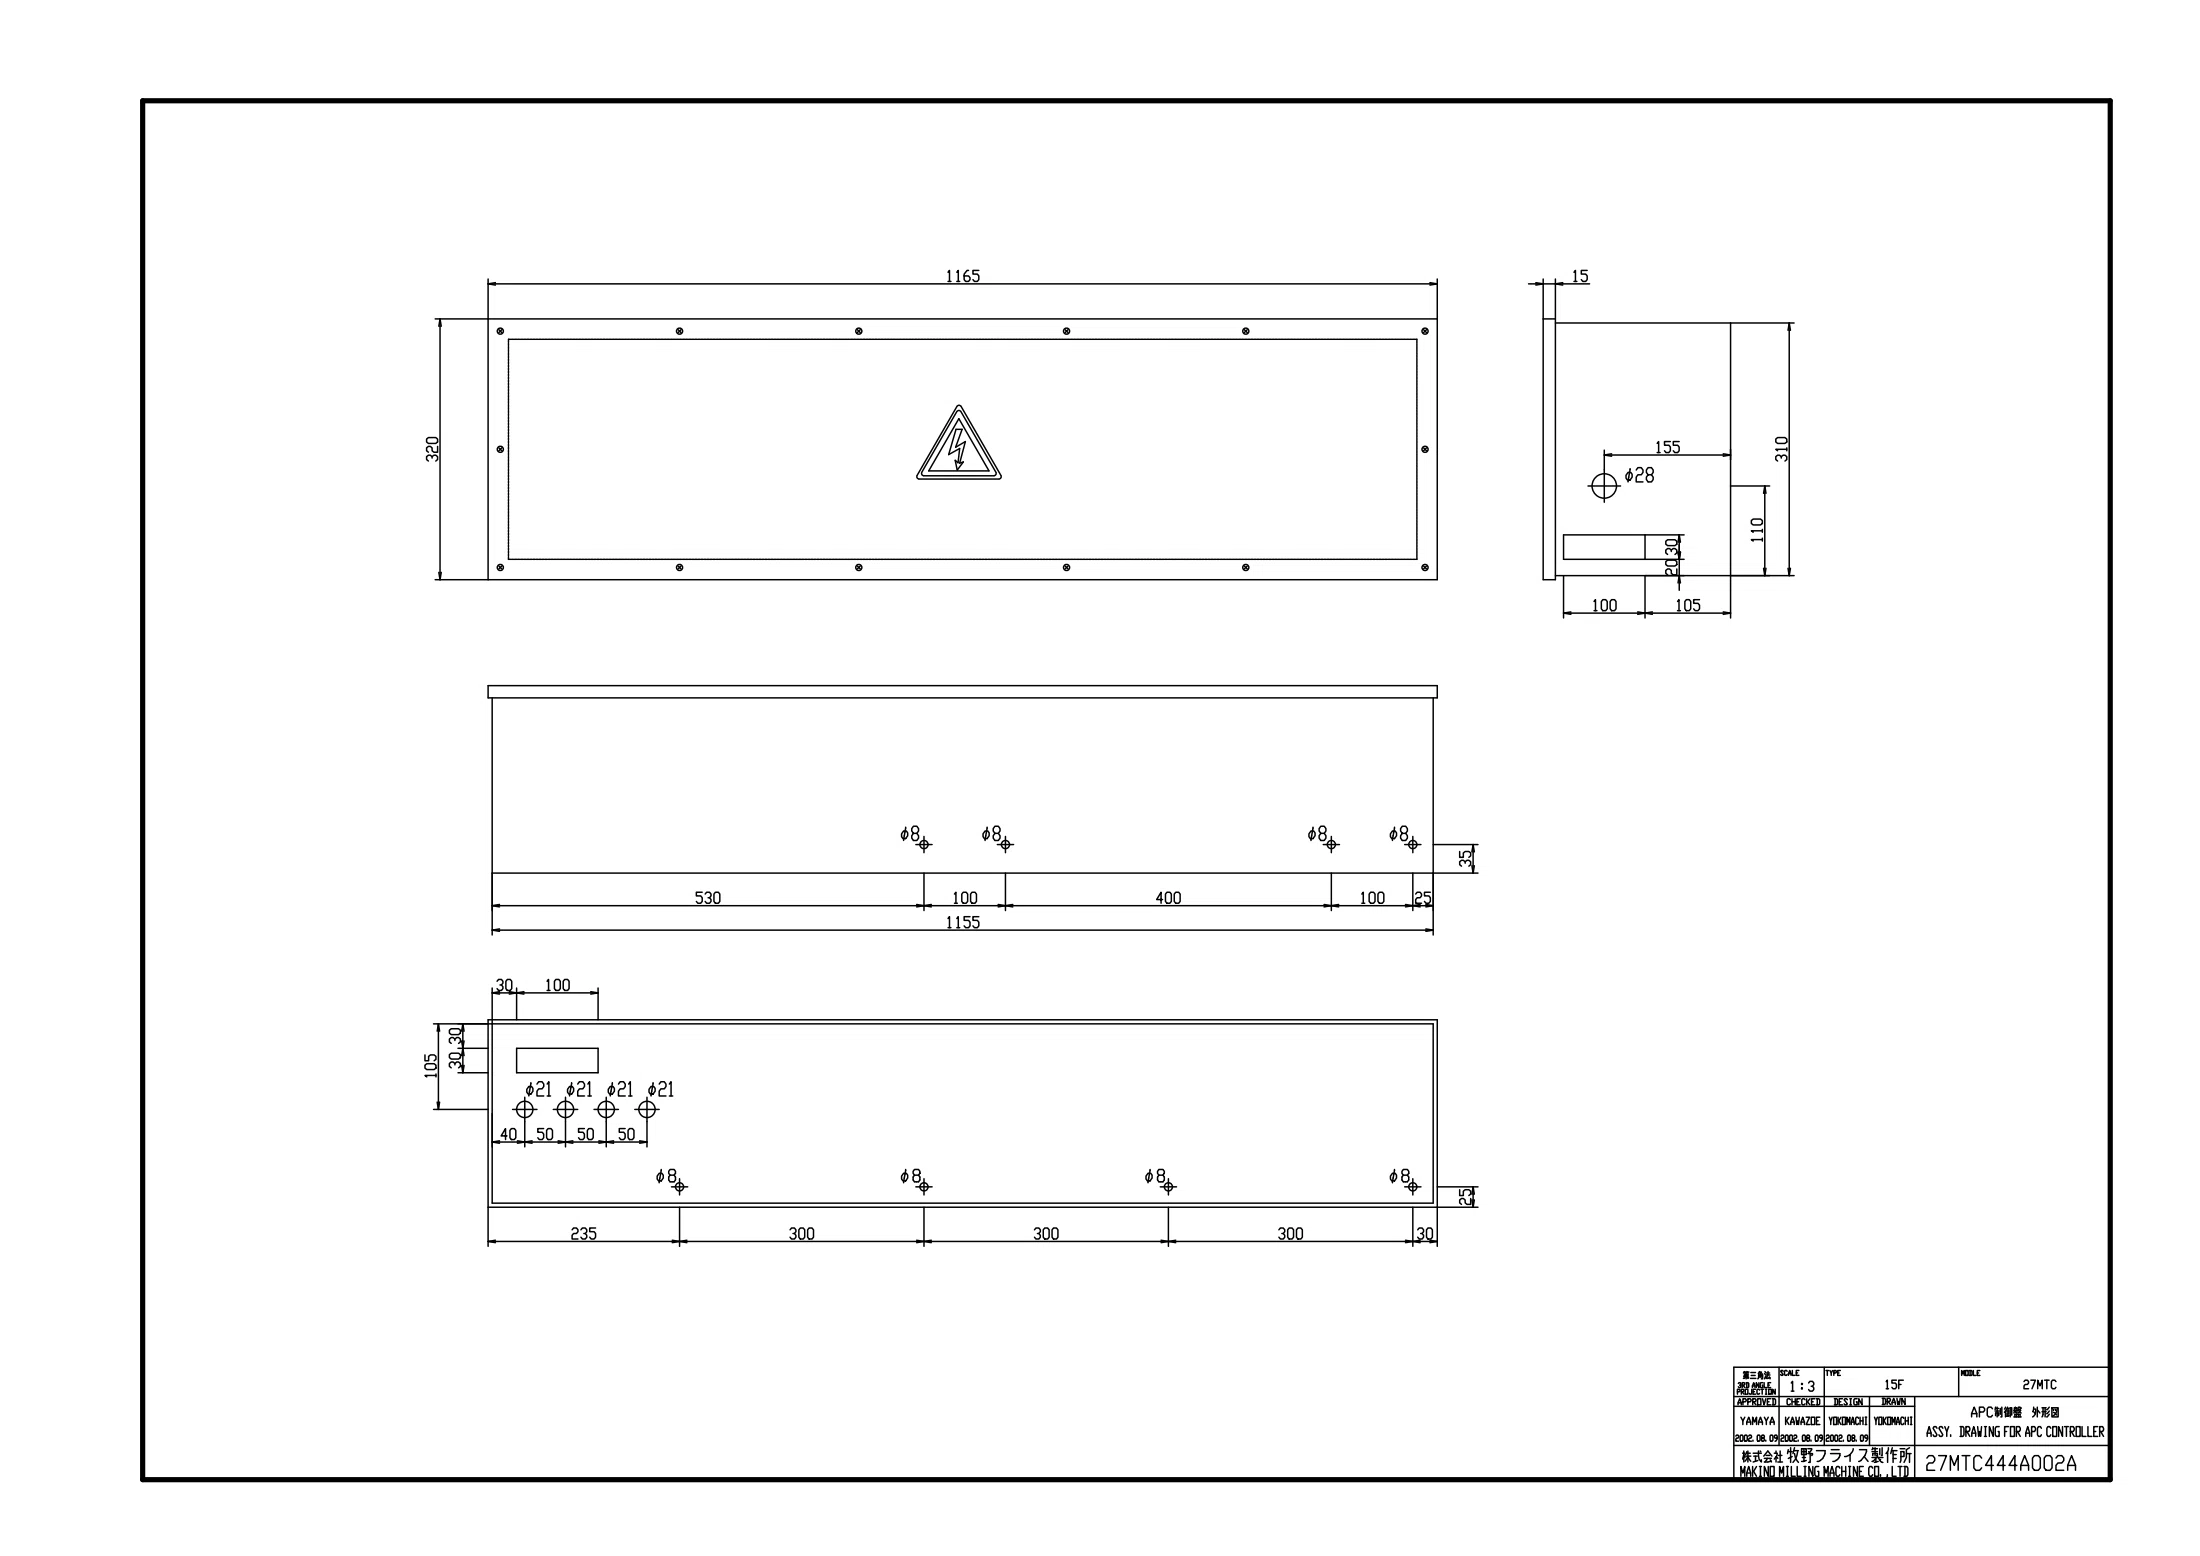 1165
15
320
155
310
φ28
110
30
20
100 105
φ8 φ8 φ8 φ8
35
530 100 400 100 25
1155
30 100
30
105
30
φ21 φ21 φ21 φ21
40 50 50 50
φ8 φ8 φ8 φ8
25
235 300 300 300 30
第三角法
3RD ANGLE
PROJECTION
SCALE
1:3
TYPE
15F
MODLE
27MTC
APPROVED CHECKED DESIGN DRAWN
YAMAYA KAWAZOE YOKOMACHI YOKOMACHI
2002.08.09 2002.08.09 2002.08.09
APC制御盤 外形図
ASSY. DRAWING FOR APC CONTROLLER
株式会社 牧野フライス製作所
MAKINO MILLING MACHINE CO.,LTD
27MTC444A002A